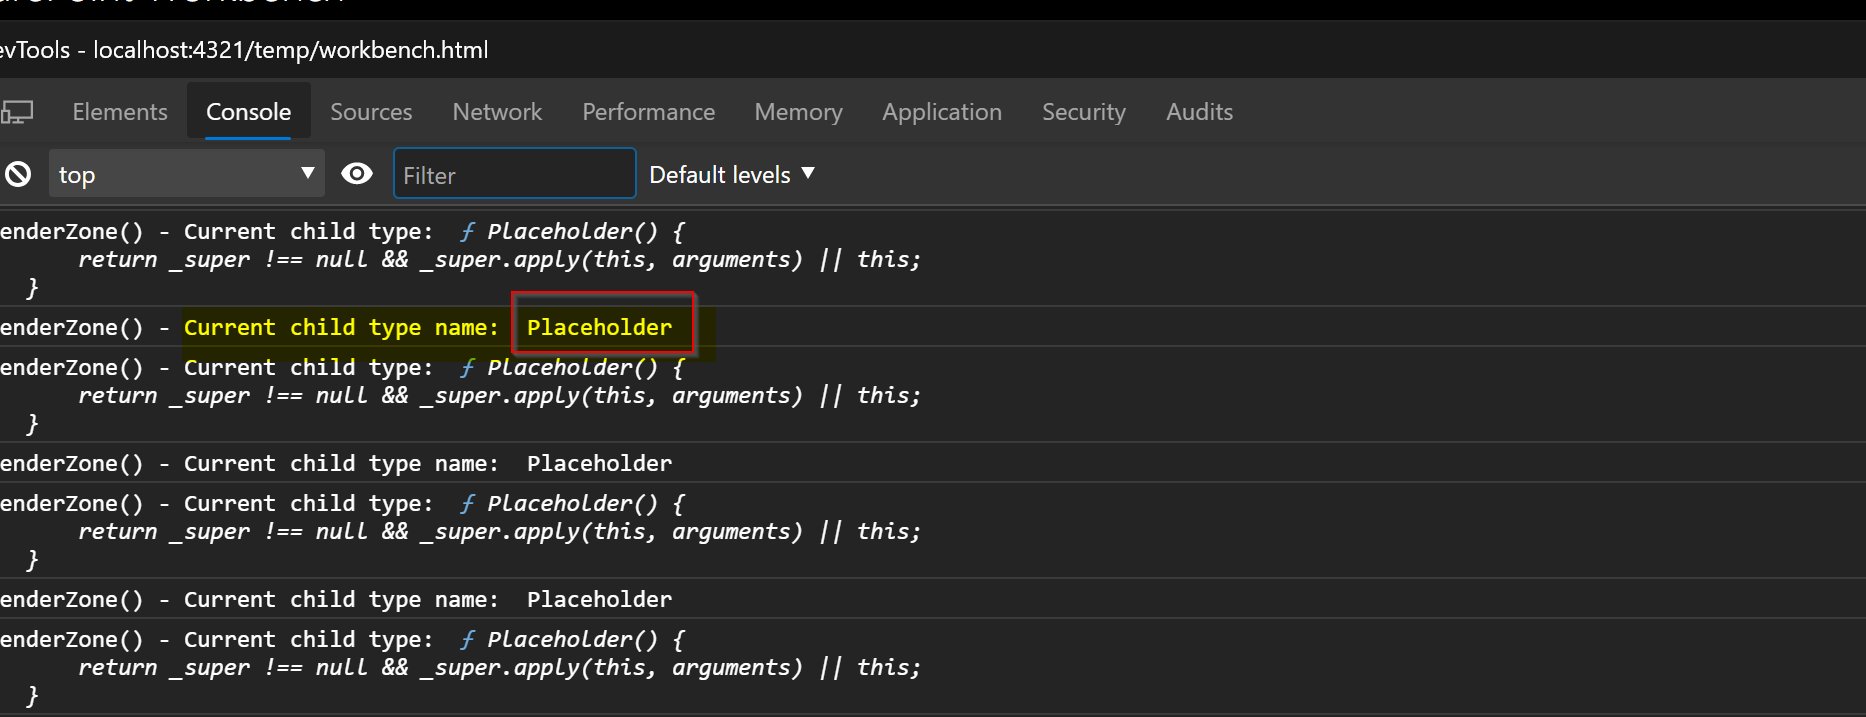 evTools - localhost:4321/temp/workbench.html
Elements Console Sources Network Performance Memory Application Security Audits
top ▼ Filter Default levels ▼
enderZone() - Current child type: ƒ Placeholder() {
return _super !== null && _super.apply(this, arguments) || this;
}
enderZone() - Current child type name: Placeholder
enderZone() - Current child type: ƒ Placeholder() {
return _super !== null && _super.apply(this, arguments) || this;
}
enderZone() - Current child type name: Placeholder
enderZone() - Current child type: ƒ Placeholder() {
return _super !== null && _super.apply(this, arguments) || this;
}
enderZone() - Current child type name: Placeholder
enderZone() - Current child type: ƒ Placeholder() {
return _super !== null && _super.apply(this, arguments) || this;
}